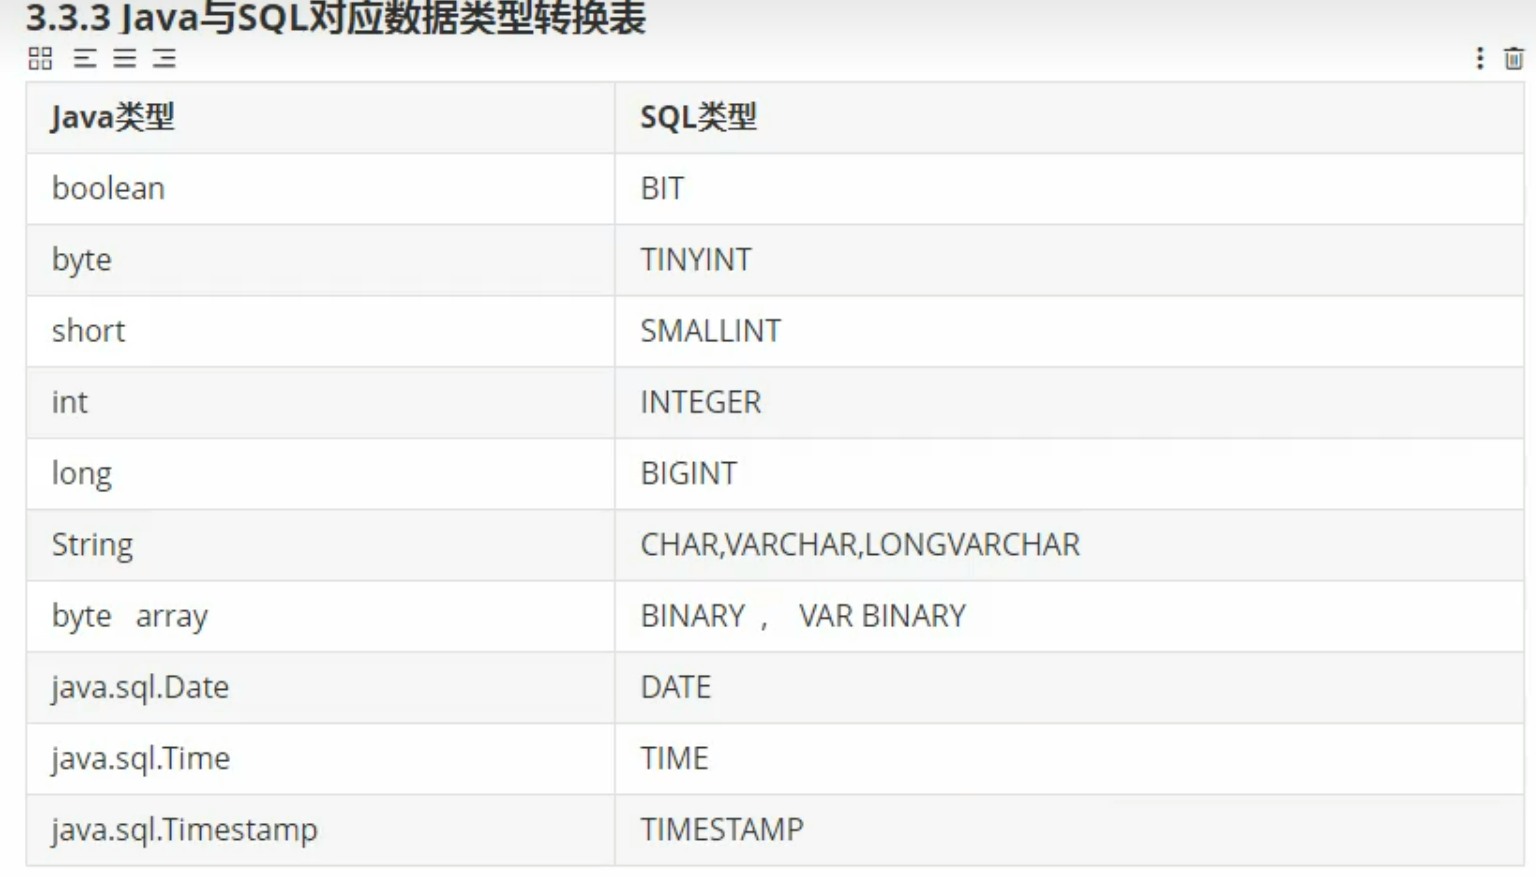 3.3.3 Java与SQL对应数据类型转换表
Java类型 SQL类型
boolean BIT
byte TINYINT
short SMALLINT
int INTEGER
long BIGINT
String CHAR,VARCHAR,LONGVARCHAR
byte array BINARY ， VAR BINARY
java.sql.Date DATE
java.sql.Time TIME
java.sql.Timestamp TIMESTAMP